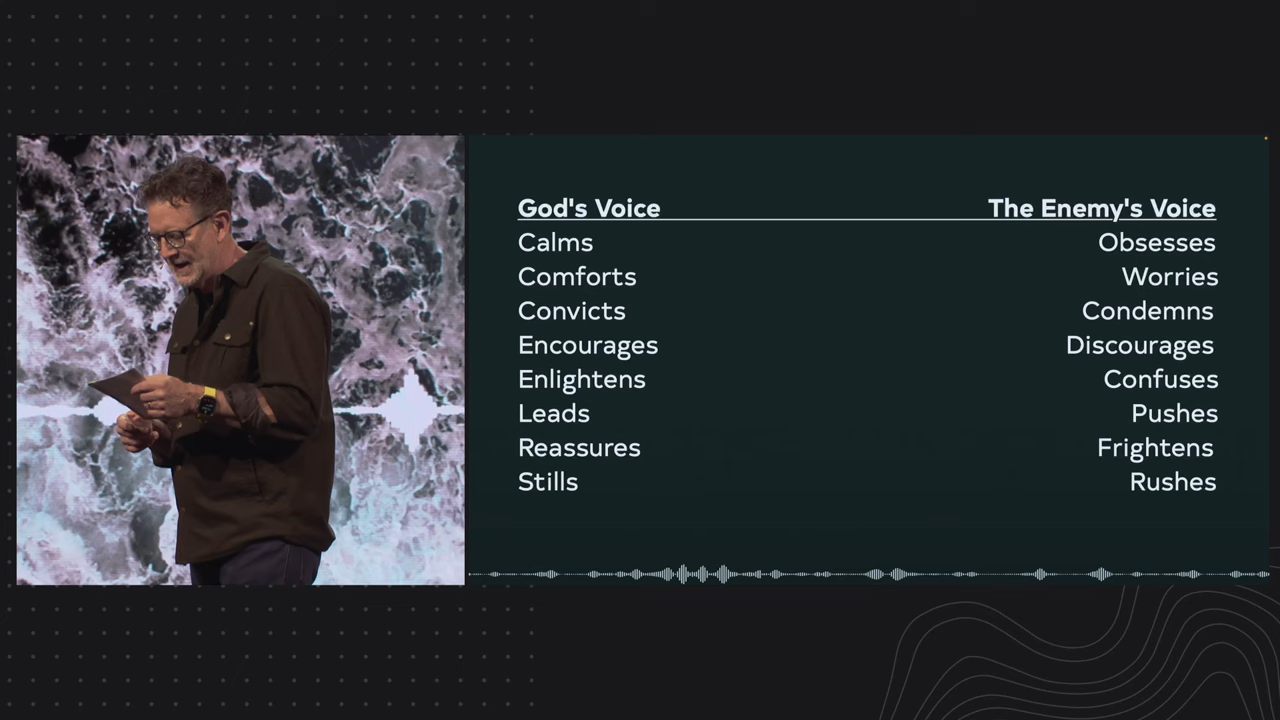 God's Voice The Enemy's Voice
Calms Obsesses
Comforts Worries
Convicts Condemns
Encourages Discourages
Enlightens Confuses
Leads Pushes
Reassures Frightens
Stills Rushes